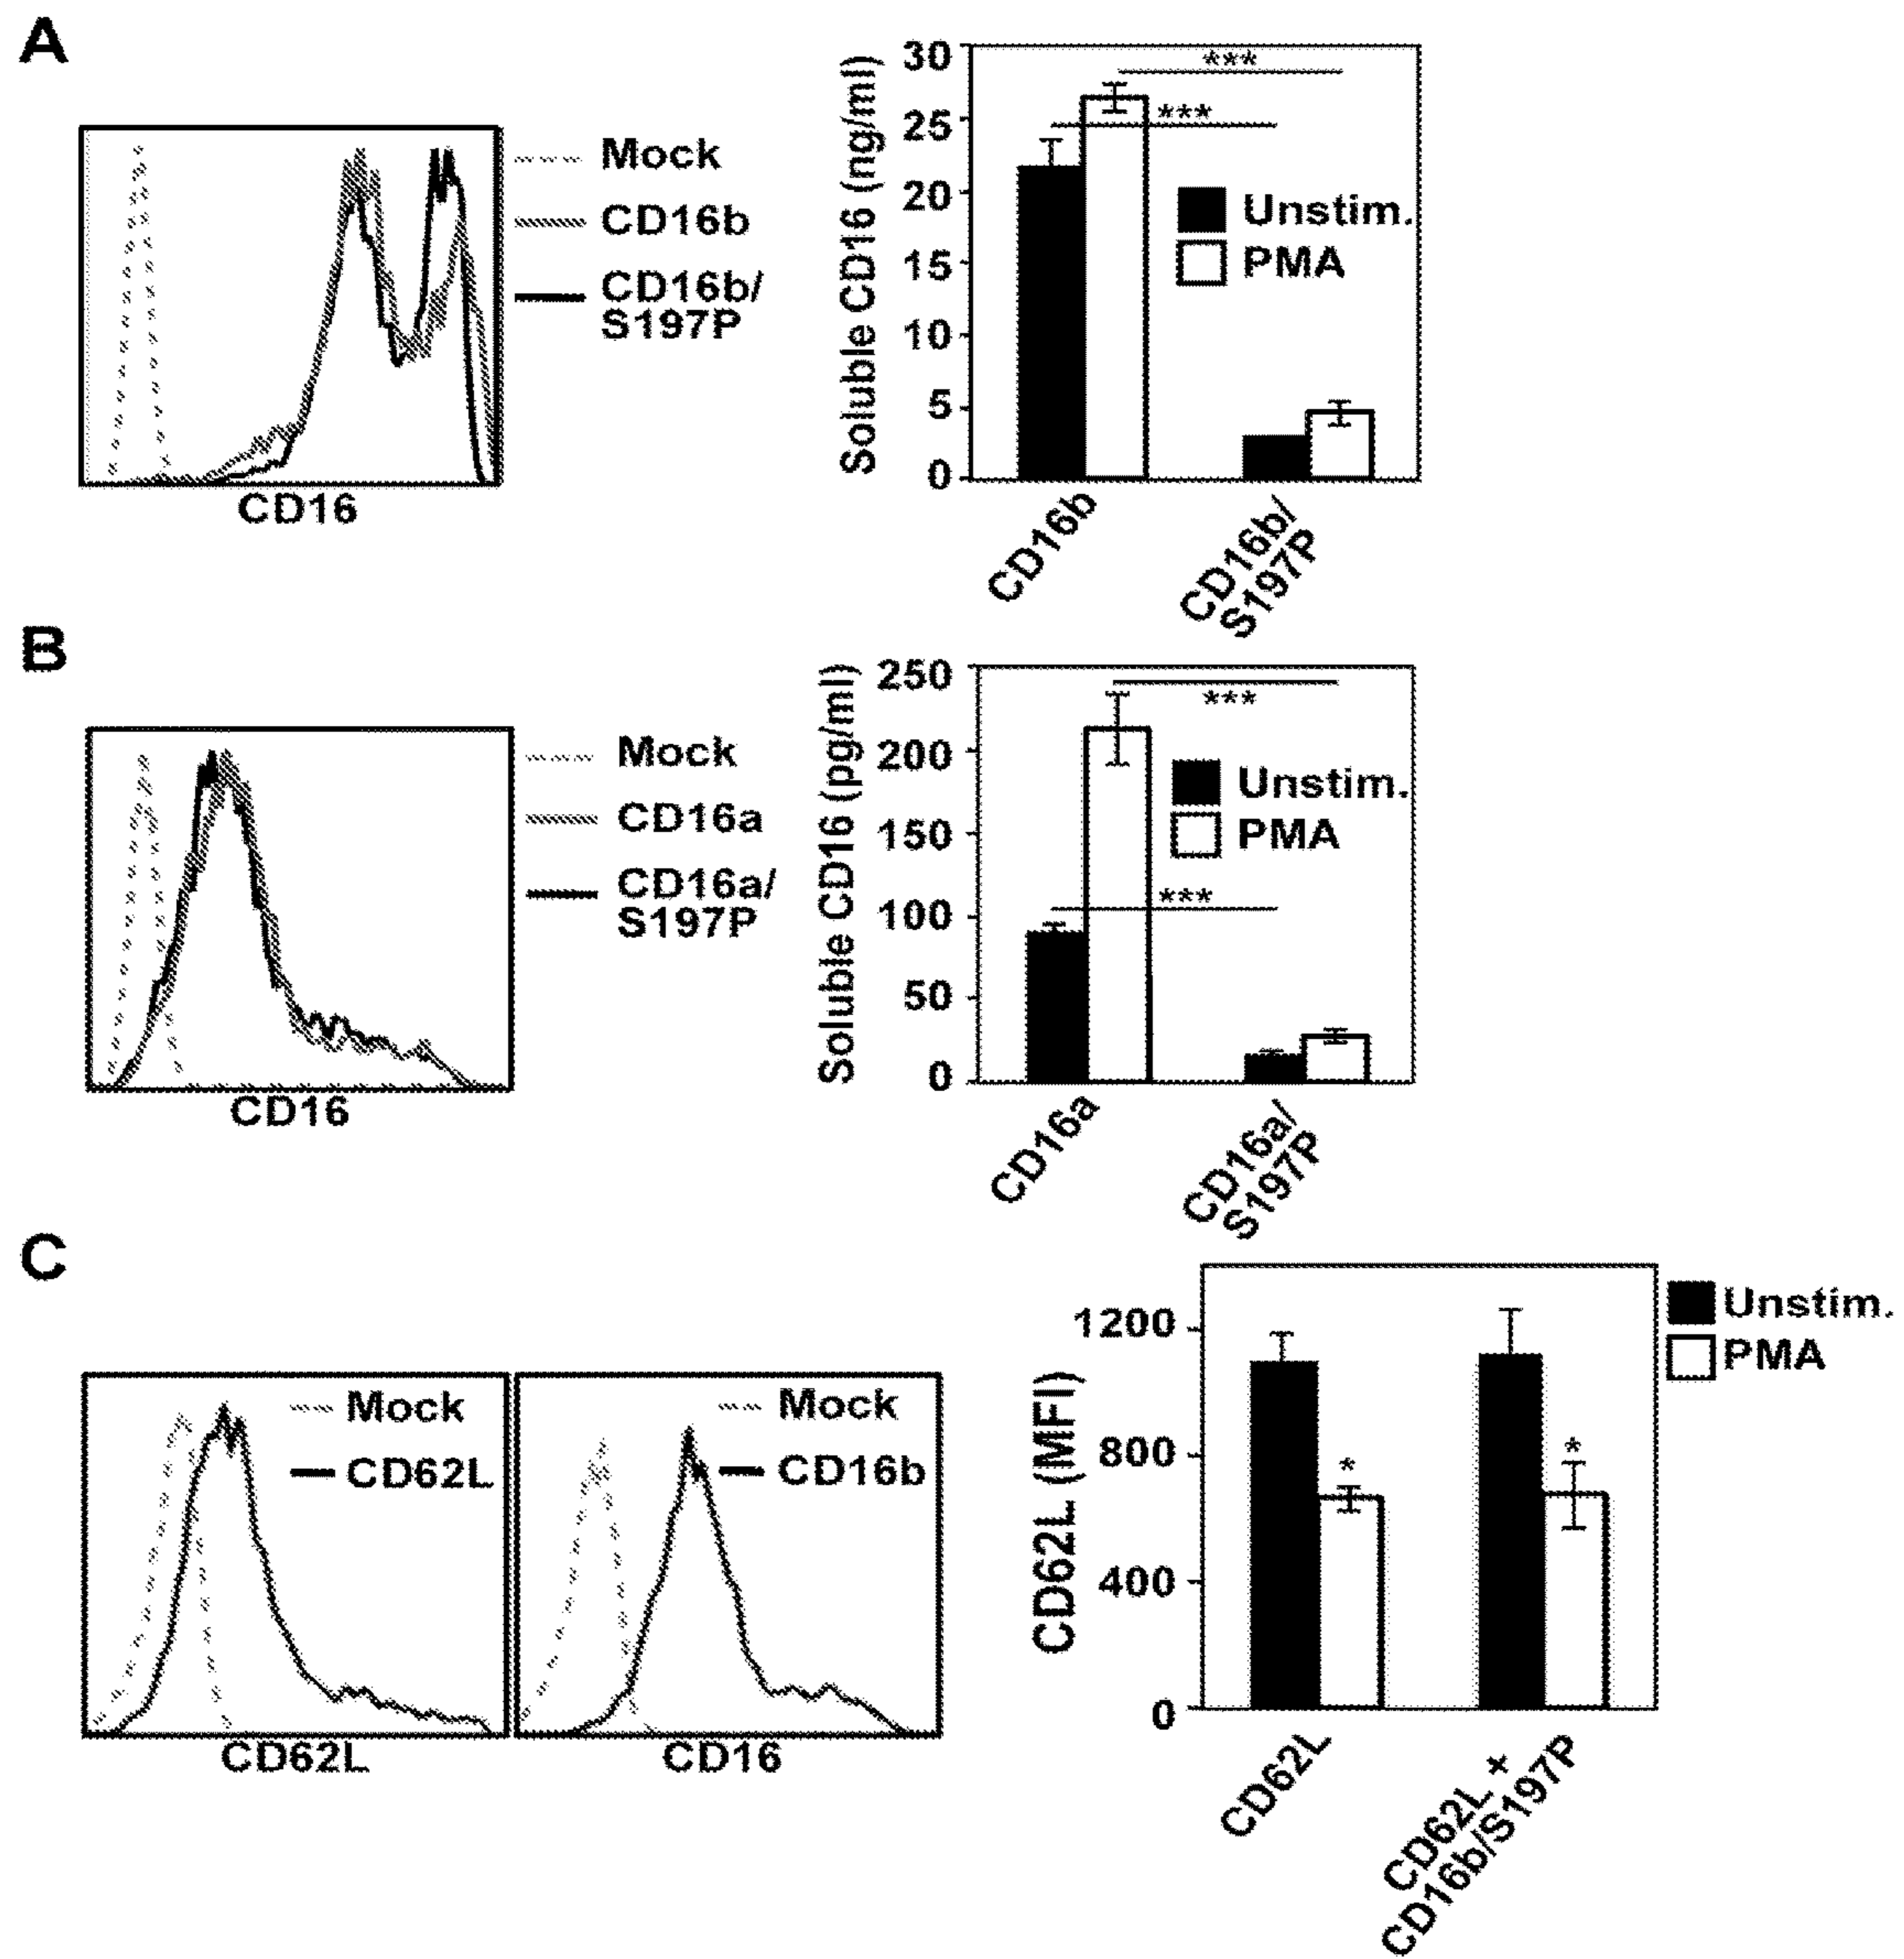 A
Mock
CD16b
CD16b/
S197P
CD16
Soluble CD16 (ng/ml)
30
25
20
15
10
5
0
***
***
Unstim.
PMA
CD16b
CD16b/
S197P
B
Mock
CD16a
CD16a/
S197P
CD16
Soluble CD16 (pg/ml)
250
200
150
100
50
0
***
***
Unstim.
PMA
CD16a
CD16a/
S197P
C
Mock
CD62L
CD62L
Mock
CD16b
CD16
CD62L (MFI)
1200
800
400
0
*
*
Unstim.
PMA
CD62L
CD62L +
CD16b/S197P